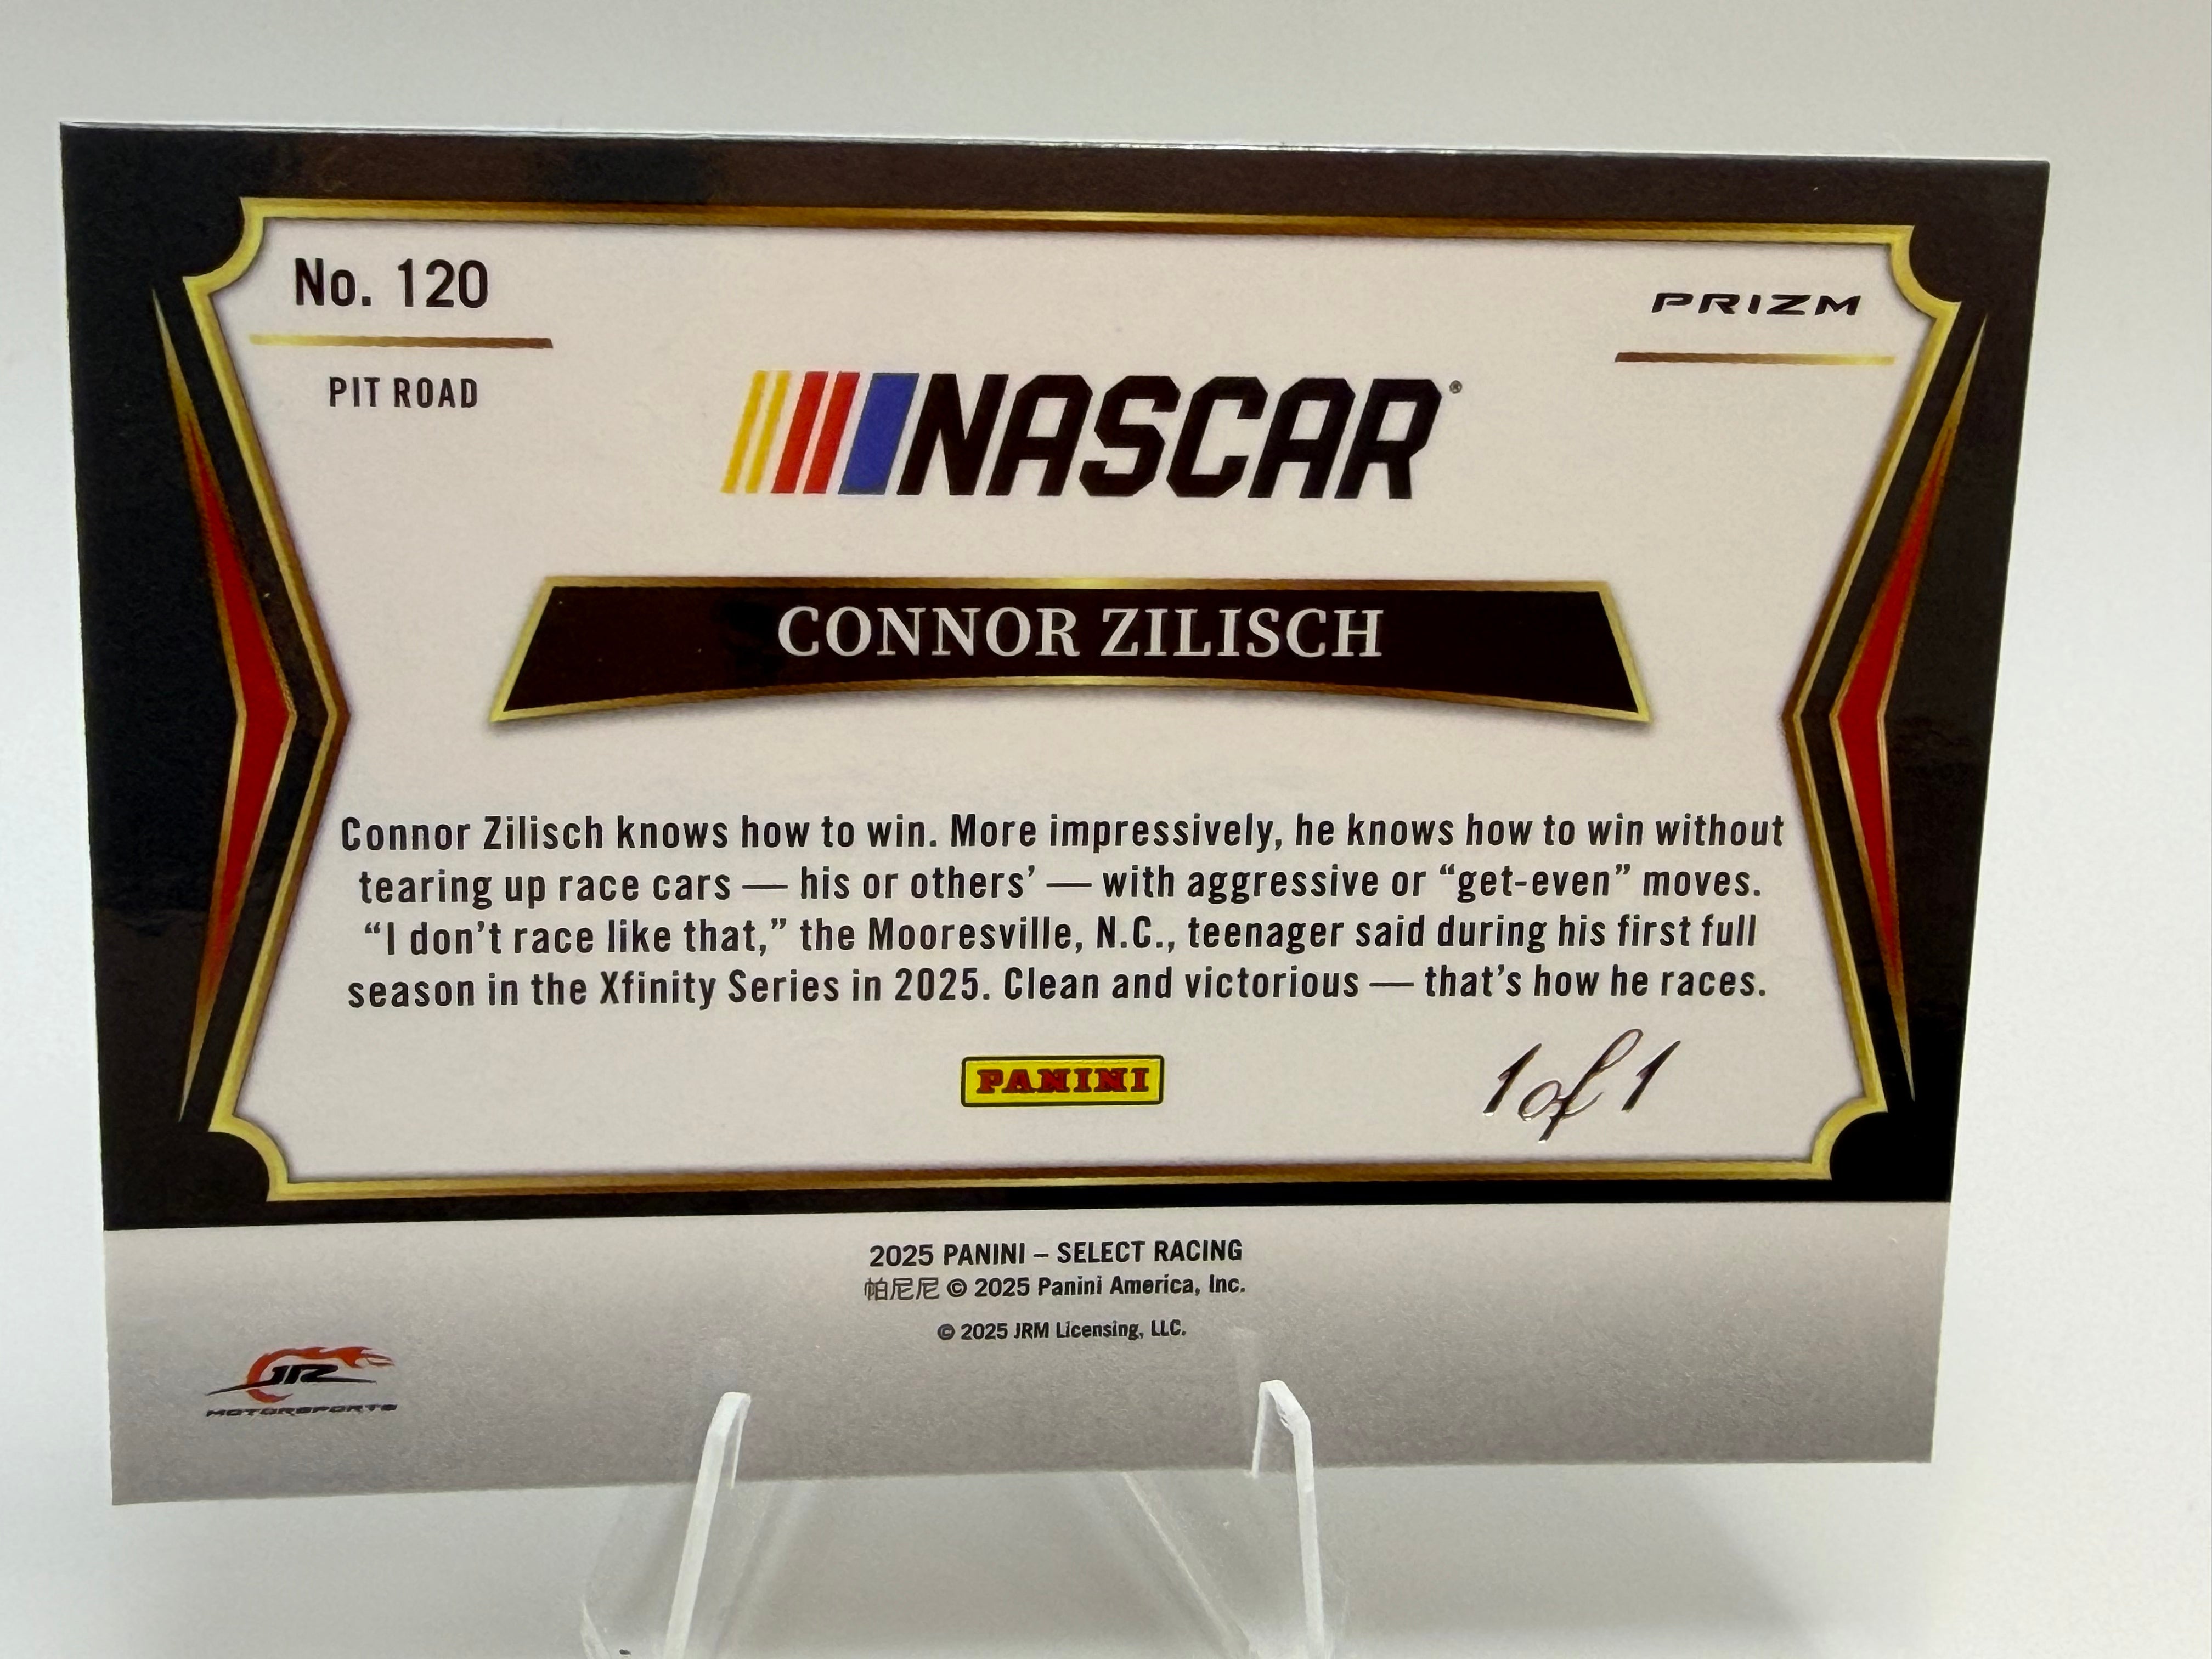 No. 120
PRIZM
PIT ROAD
NASCAR®
CONNOR ZILISCH
Connor Zilisch knows how to win. More impressively, he knows how to win without
tearing up race cars — his or others’ — with aggressive or “get-even” moves.
“I don’t race like that,” the Mooresville, N.C., teenager said during his first full
season in the Xfinity Series in 2025. Clean and victorious — that’s how he races.
PANINI
1 of 1
2025 PANINI – SELECT RACING
帕尼尼 © 2025 Panini America, Inc.
© 2025 JRM Licensing, LLC.
JR
MOTORSPORTS